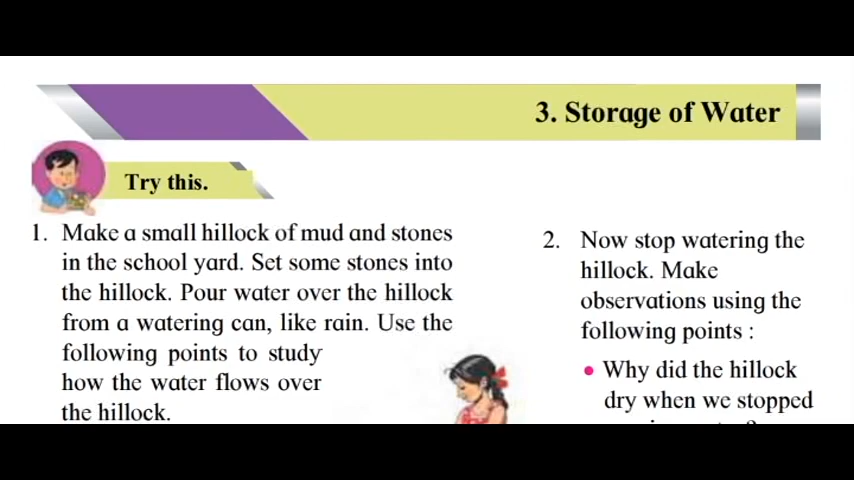 3. Storage of Water
Try this.
1. Make a small hillock of mud and stones
in the school yard. Set some stones into
the hillock. Pour water over the hillock
from a watering can, like rain. Use the
following points to study
how the water flows over
the hillock.
2. Now stop watering the
hillock. Make
observations using the
following points :
• Why did the hillock
dry when we stopped